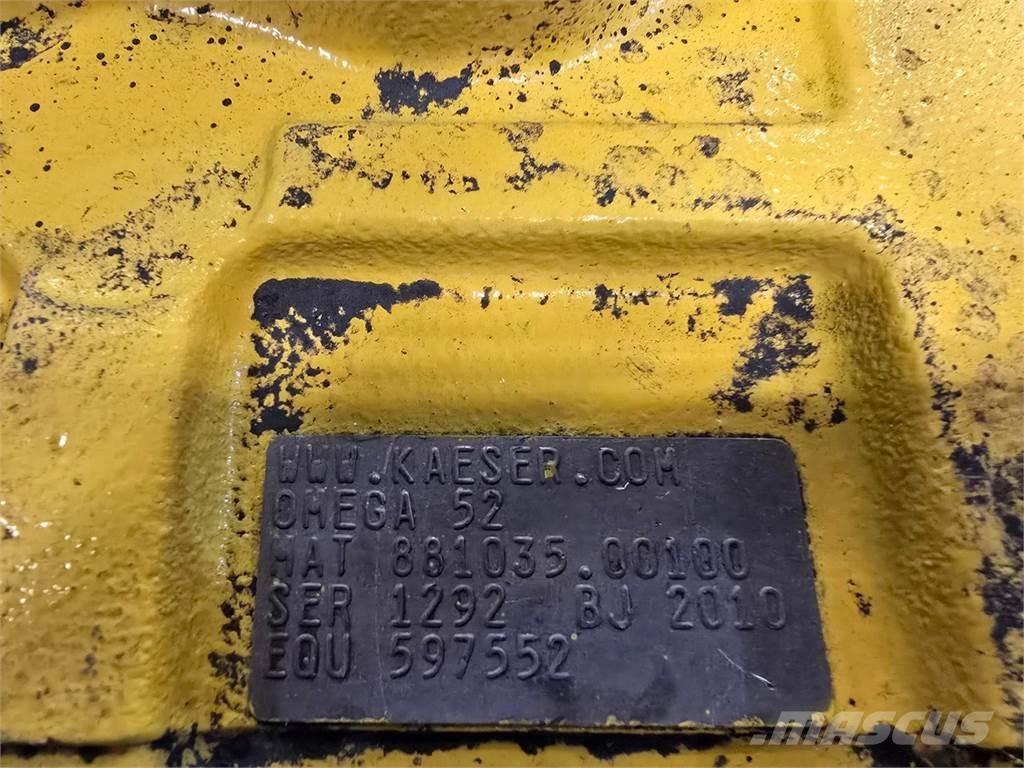 WWW.KAESER.COM
OMEGA 52
MAT 881035.00100
SER 1292 BJ 2010
EQU 597552
MASCUS